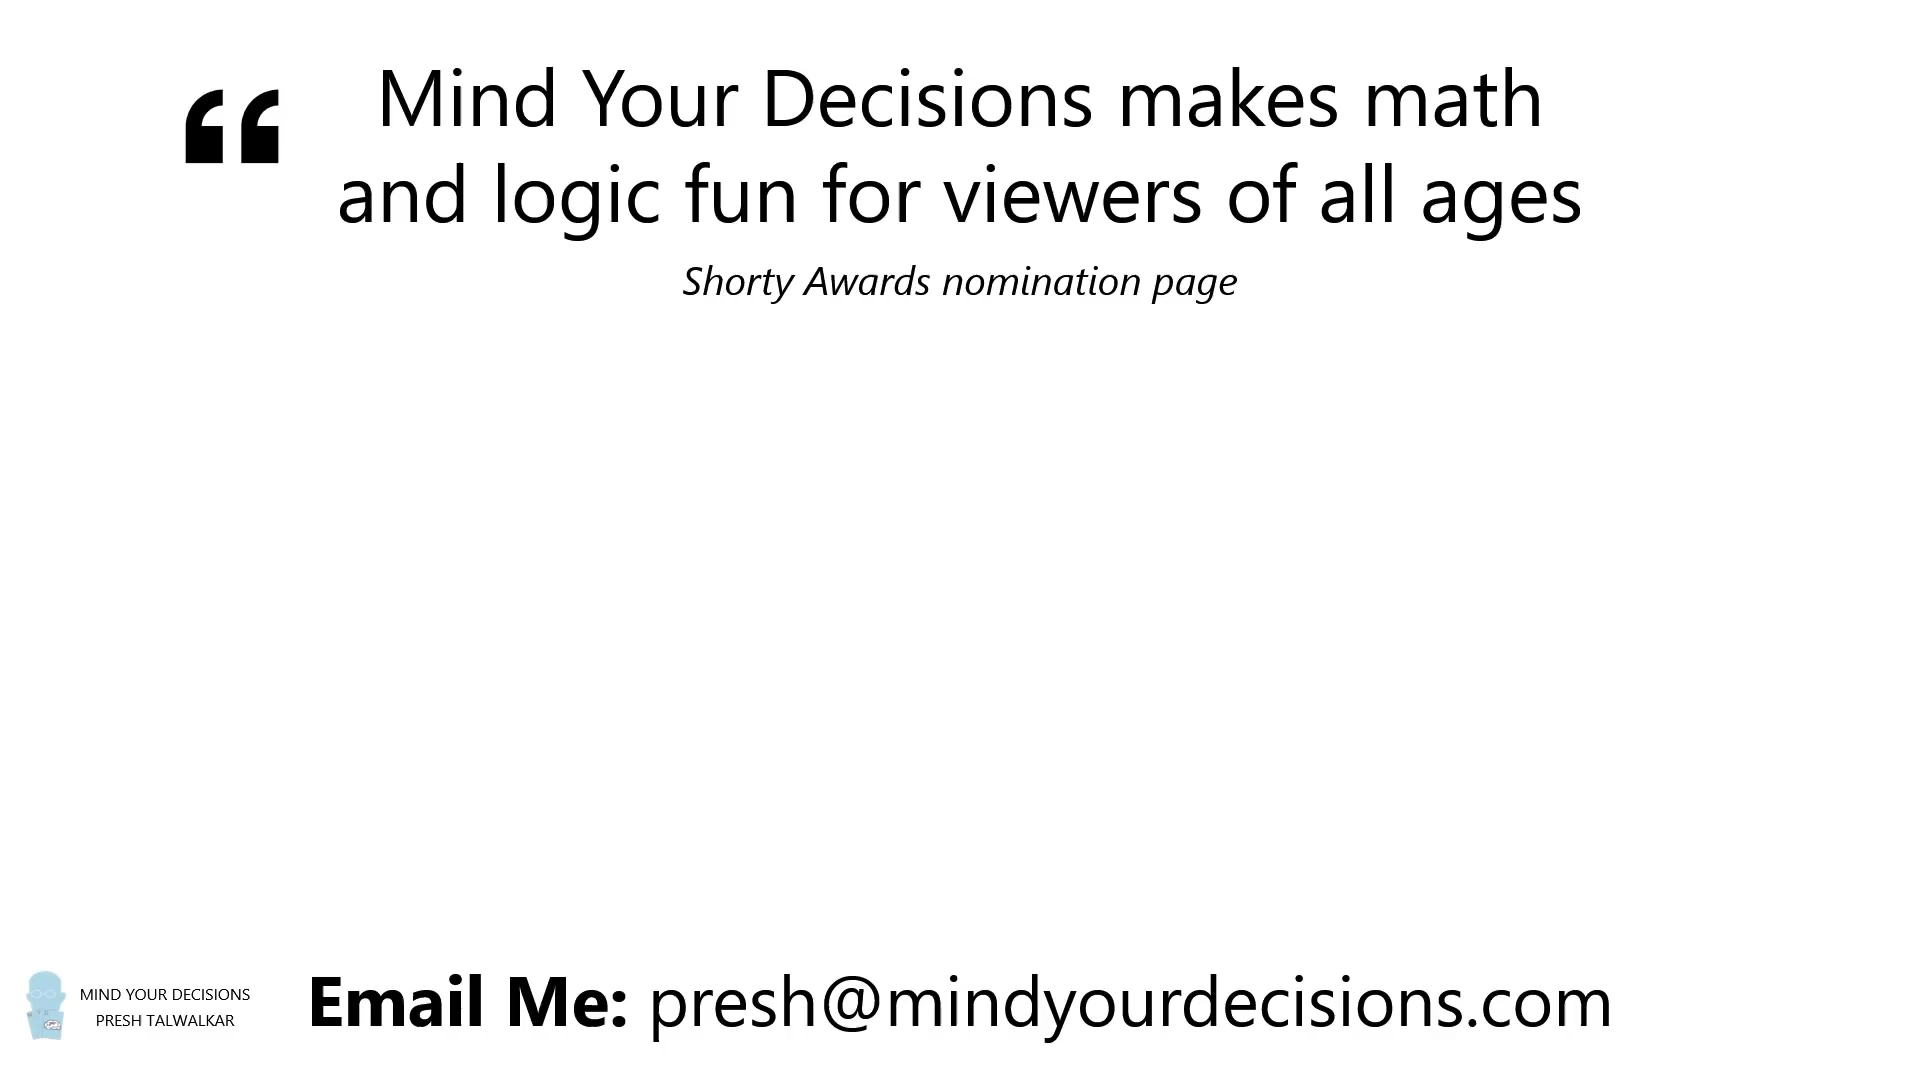 “
Mind Your Decisions makes math
and logic fun for viewers of all ages
Shorty Awards nomination page
MIND YOUR DECISIONS
PRESH TALWALKAR
Email Me: presh@mindyourdecisions.com